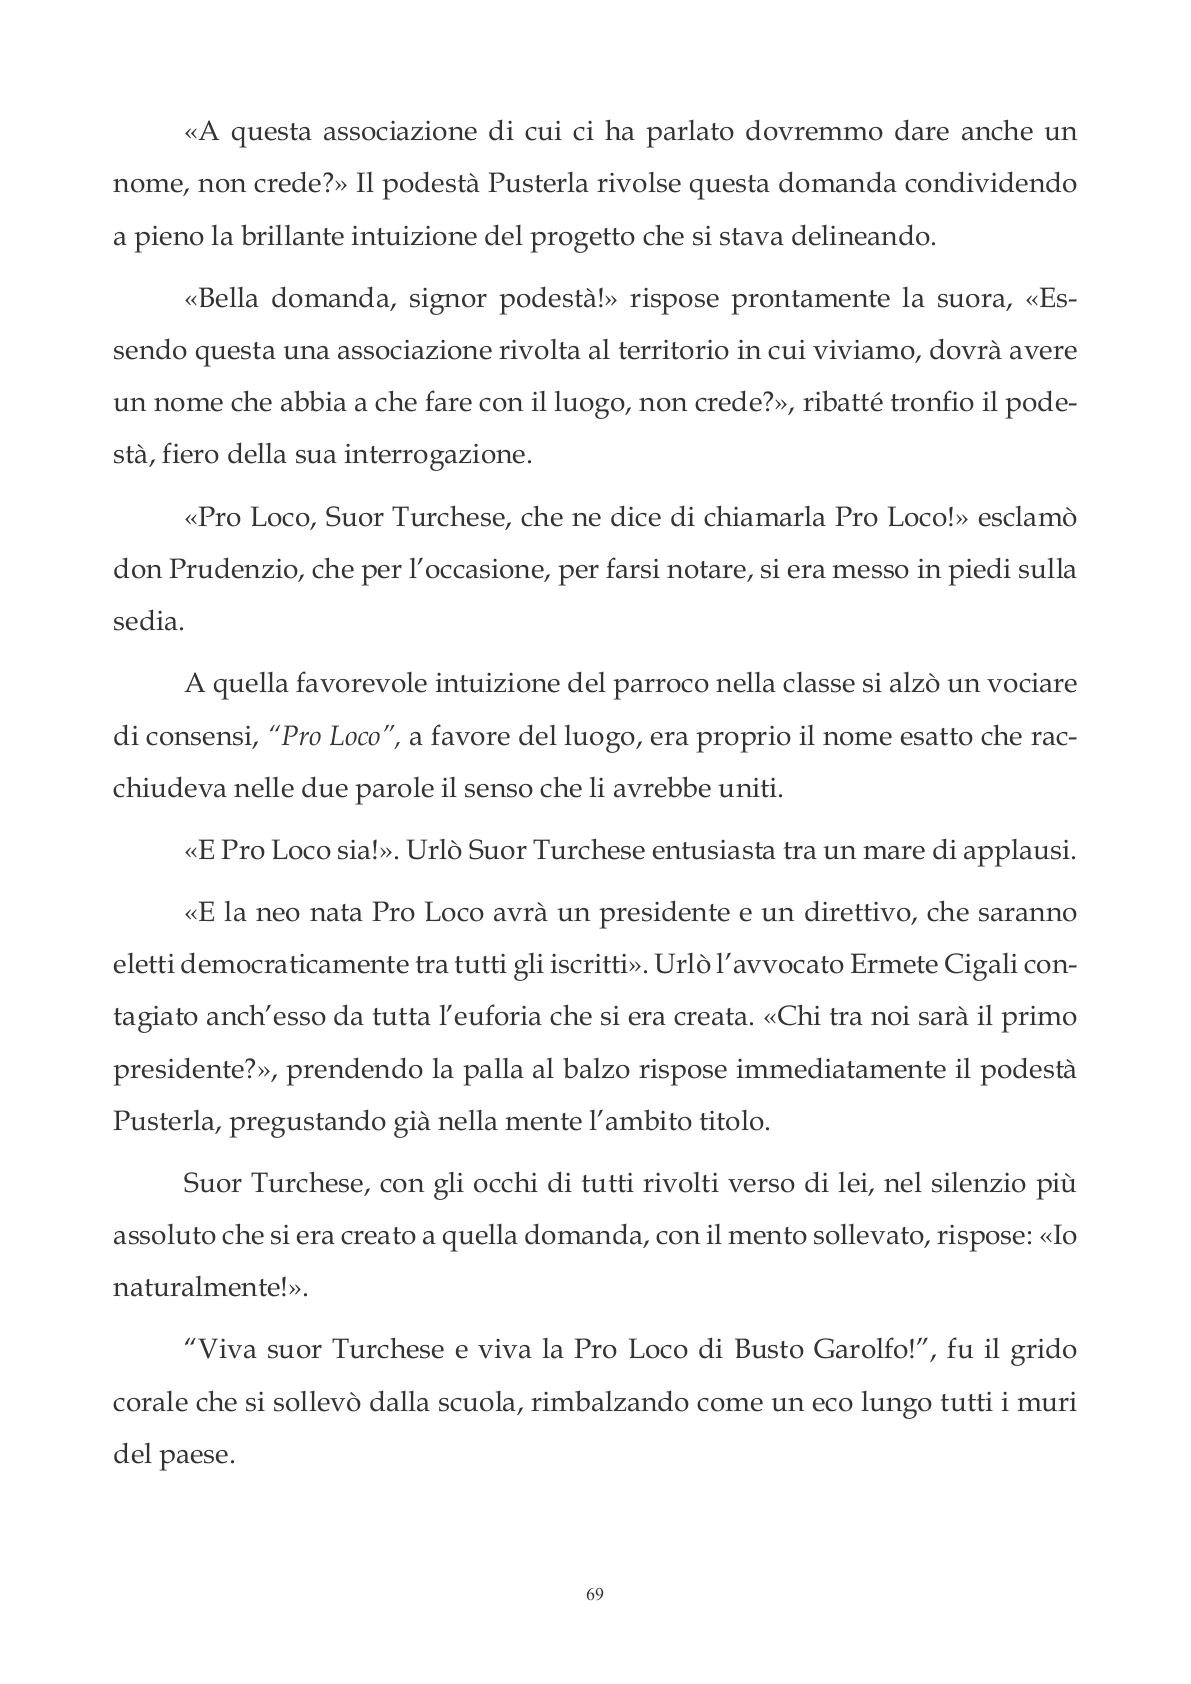 «A questa associazione di cui ci ha parlato dovremmo dare anche un
nome, non crede?» Il podestà Pusterla rivolse questa domanda condividendo
a pieno la brillante intuizione del progetto che si stava delineando.
«Bella domanda, signor podestà!» rispose prontamente la suora, «Es-
sendo questa una associazione rivolta al territorio in cui viviamo, dovrà avere
un nome che abbia a che fare con il luogo, non crede?», ribatté tronfio il pode-
stà, fiero della sua interrogazione.
«Pro Loco, Suor Turchese, che ne dice di chiamarla Pro Loco!» esclamò
don Prudenzio, che per l’occasione, per farsi notare, si era messo in piedi sulla
sedia.
A quella favorevole intuizione del parroco nella classe si alzò un vociare
di consensi, “Pro Loco”, a favore del luogo, era proprio il nome esatto che rac-
chiudeva nelle due parole il senso che li avrebbe uniti.
«E Pro Loco sia!». Urlò Suor Turchese entusiasta tra un mare di applausi.
«E la neo nata Pro Loco avrà un presidente e un direttivo, che saranno
eletti democraticamente tra tutti gli iscritti». Urlò l’avvocato Ermete Cigali con-
tagiato anch’esso da tutta l’euforia che si era creata. «Chi tra noi sarà il primo
presidente?», prendendo la palla al balzo rispose immediatamente il podestà
Pusterla, pregustando già nella mente l’ambito titolo.
Suor Turchese, con gli occhi di tutti rivolti verso di lei, nel silenzio più
assoluto che si era creato a quella domanda, con il mento sollevato, rispose: «Io
naturalmente!».
“Viva suor Turchese e viva la Pro Loco di Busto Garolfo!”, fu il grido
corale che si sollevò dalla scuola, rimbalzando come un eco lungo tutti i muri
del paese.
69